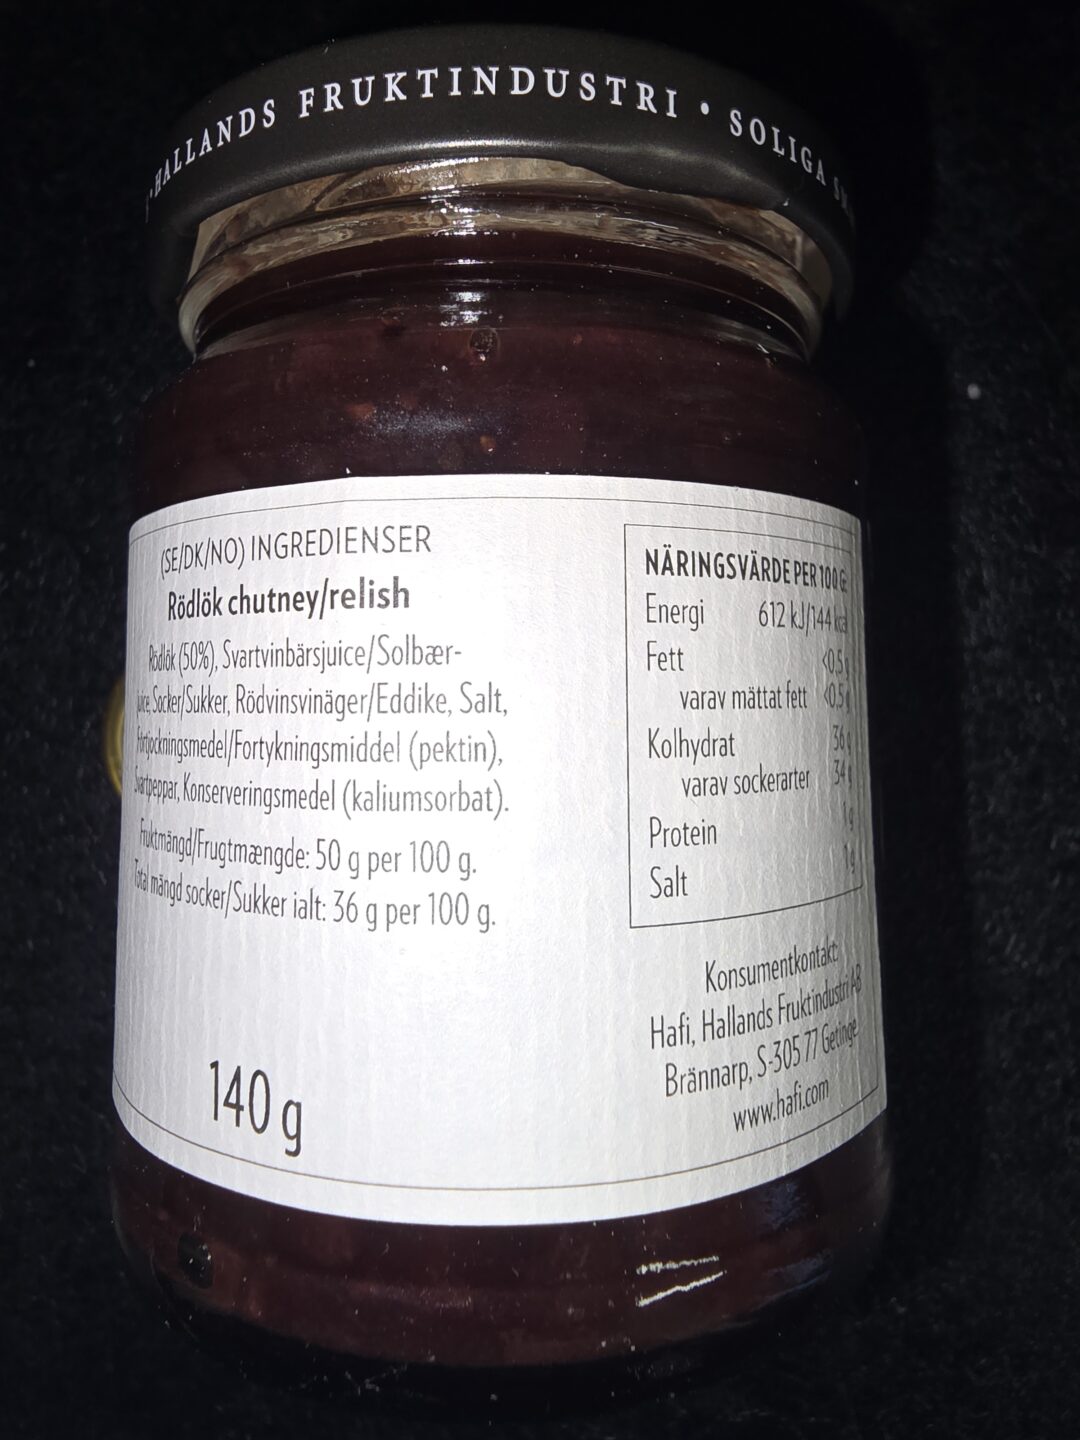 HALLANDS FRUKTINDUSTRI • SOLIGA
(SE/DK/NO) INGREDIENSER
Rödlök chutney/relish
Rödlök (50%), Svartvinbärsjuice/Solbær-
juice, Socker/Sukker, Rödvinsvinäger/Eddike, Salt,
Förtjockningsmedel/Fortykningsmiddel (pektin),
Svartpeppar, Konserveringsmedel (kaliumsorbat).
Fruktmängd/Frugtmængde: 50 g per 100 g.
Total mängd socker/Sukker ialt: 36 g per 100 g.
140 g
NÄRINGSVÄRDE PER 100 G:
Energi 612 kJ/144 kcal
Fett <0,5 g
varav mättat fett <0,5 g
Kolhydrat 36 g
varav sockerarter 34 g
Protein 1 g
Salt 1 g
Konsumentkontakt:
Hafi, Hallands Fruktindustri AB
Brännarp, S-305 77 Getinge
www.hafi.com